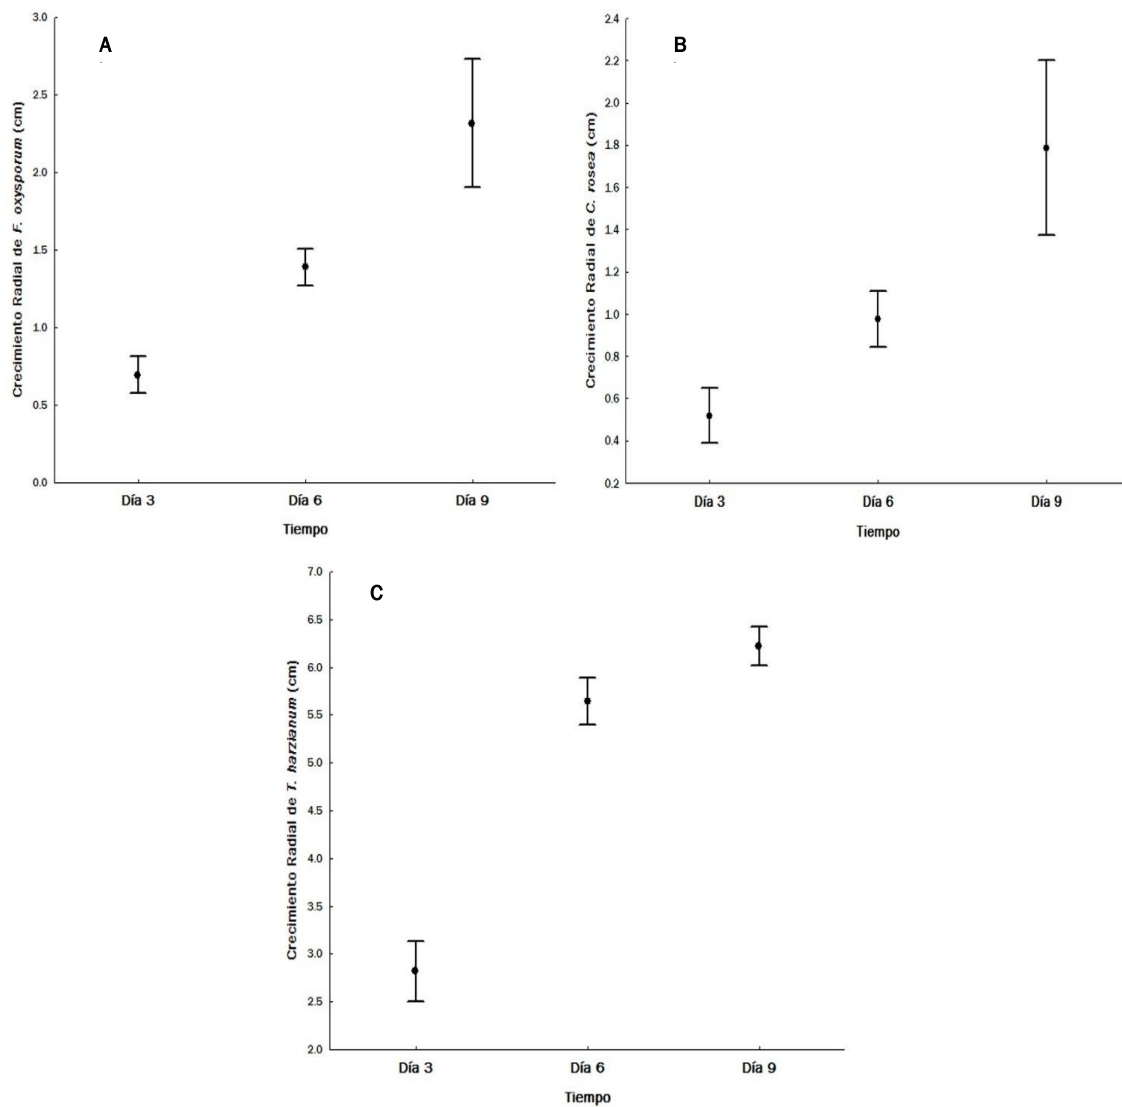 A
Crecimiento Radial de F. oxysporum (cm)
3.0
2.5
2.0
1.5
1.0
0.5
0.0
Día 3
Día 6
Día 9
Tiempo
B
Crecimiento Radial de C. rosea (cm)
2.4
2.2
2.0
1.8
1.6
1.4
1.2
1.0
0.8
0.6
0.4
0.2
Día 3
Día 6
Día 9
Tiempo
C
Crecimiento Radial de T. harzianum (cm)
7.0
6.5
6.0
5.5
5.0
4.5
4.0
3.5
3.0
2.5
2.0
Día 3
Día 6
Día 9
Tiempo